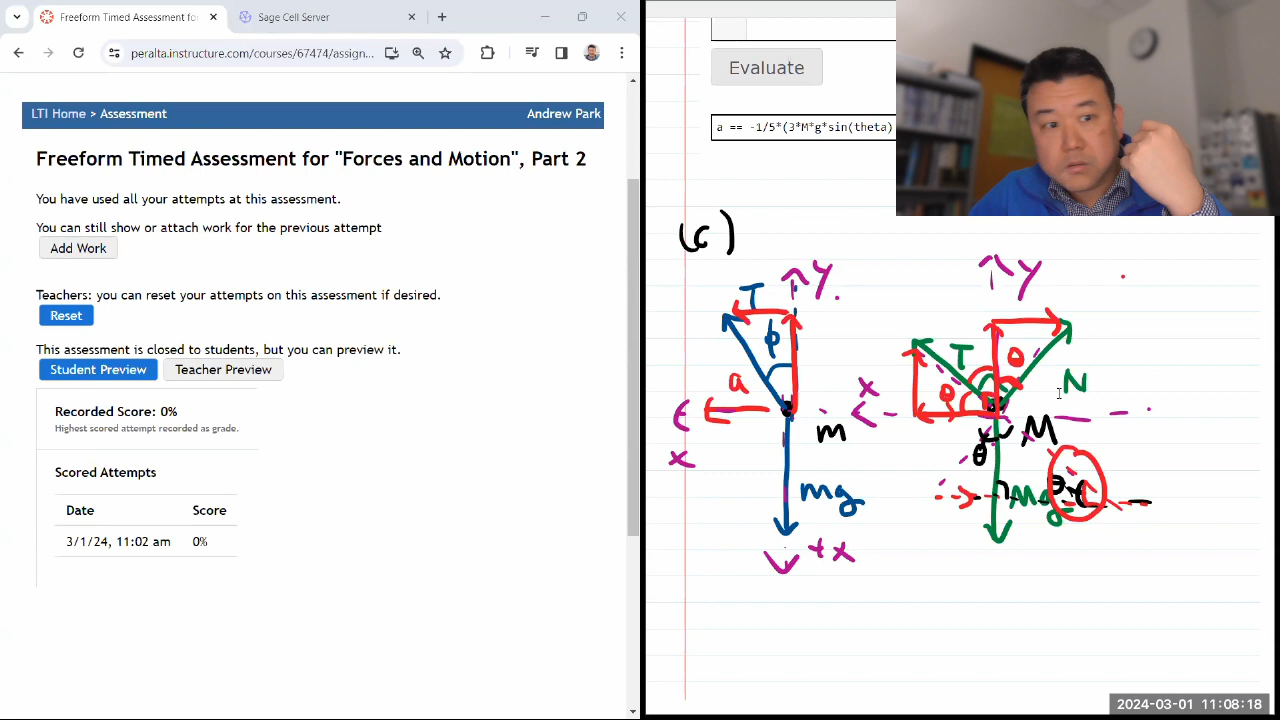 Freeform Timed Assessment for
Sage Cell Server
peralta.instructure.com/courses/67474/assign...
LTI Home > Assessment
Andrew Park
Freeform Timed Assessment for "Forces and Motion", Part 2
You have used all your attempts at this assessment.
You can still show or attach work for the previous attempt
Add Work
Teachers: you can reset your attempts on this assessment if desired.
Reset
This assessment is closed to students, but you can preview it.
Student Preview
Teacher Preview
Recorded Score: 0%
Highest scored attempt recorded as grade.
Scored Attempts
Date Score
3/1/24, 11:02 am 0%
Evaluate
a == -1/5*(3*M*g*sin(theta)
(c)
T
y
ϕ
a
x
m
mg
+x
y
T
θ
N
x
θ
M
θ
Mg
2024-03-01 11:08:18